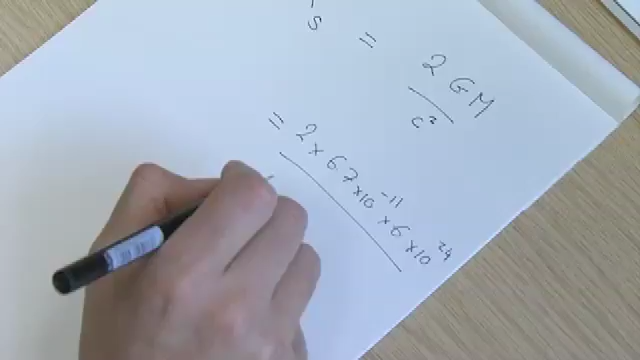 s = 2GM
c²
= 2 × 6 7 × 10⁻¹¹ × 6 × 10²⁴